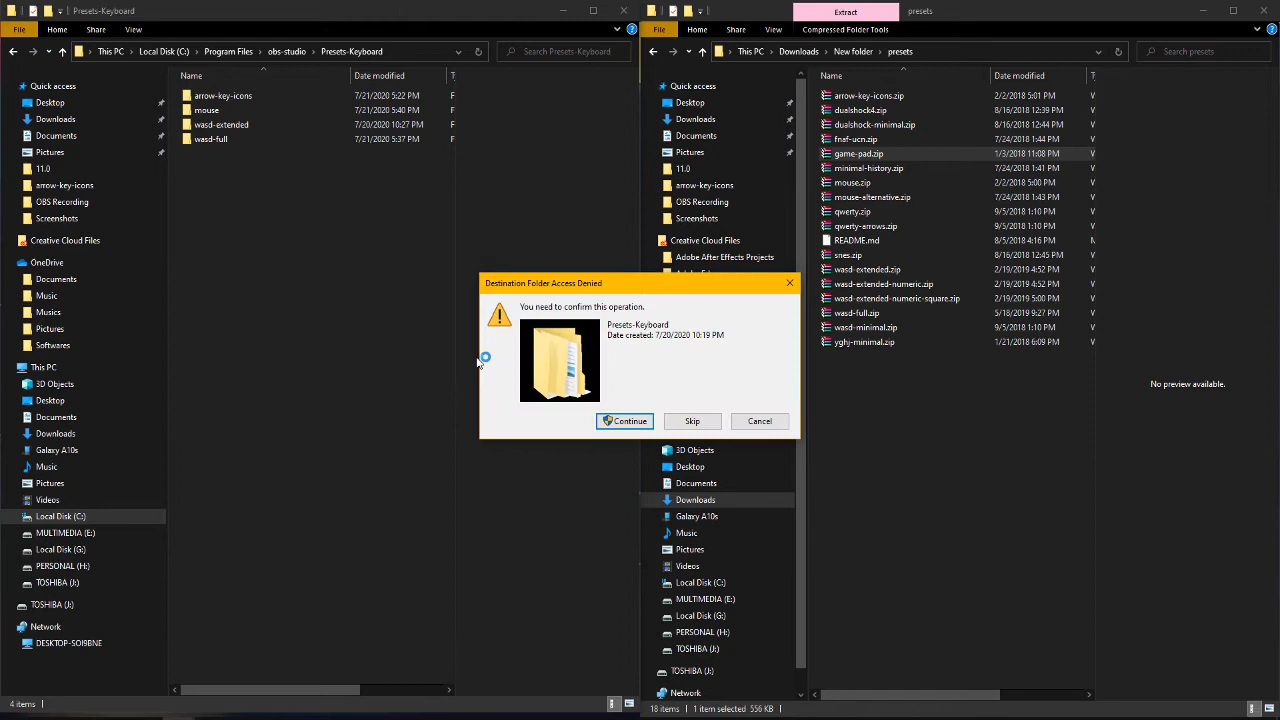 Presets-Keyboard
File
Home
Share
View
This PC > Local Disk (C:) > Program Files > obs-studio > Presets-Keyboard
Search Presets-Keyboard
Name
Date modified
T
Quick access
Desktop
Downloads
Documents
Pictures
11.0
arrow-key-icons
OBS Recording
Screenshots
Creative Cloud Files
OneDrive
Documents
Music
Musics
Pictures
Softwares
This PC
3D Objects
Desktop
Documents
Downloads
Galaxy A10s
Music
Pictures
Videos
Local Disk (C:)
MULTIMEDIA (E:)
Local Disk (G:)
PERSONAL (H:)
TOSHIBA (J:)
TOSHIBA (J:)
Network
DESKTOP-SOI9BNE
arrow-key-icons 7/21/2020 5:22 PM F
mouse 7/21/2020 5:40 PM F
wasd-extended 7/20/2020 10:27 PM F
wasd-full 7/21/2020 5:37 PM F
4 items
Extract
presets
File
Home
Share
View
Compressed Folder Tools
This PC > Downloads > New folder > presets
Search presets
Name
Date modified
T
Quick access
Desktop
Downloads
Documents
Pictures
11.0
arrow-key-icons
OBS Recording
Screenshots
Creative Cloud Files
Adobe After Effects Projects
3D Objects
Desktop
Documents
Downloads
Galaxy A10s
Music
Pictures
Videos
Local Disk (C:)
MULTIMEDIA (E:)
Local Disk (G:)
PERSONAL (H:)
TOSHIBA (J:)
TOSHIBA (J:)
Network
arrow-key-icons.zip 2/2/2018 5:01 PM V
dualshock4.zip 8/16/2018 12:39 PM V
dualshock-minimal.zip 8/16/2018 12:44 PM V
fnaf-ucn.zip 7/24/2018 1:44 PM V
game-pad.zip 1/3/2018 11:08 PM V
minimal-history.zip 7/24/2018 1:41 PM V
mouse.zip 2/2/2018 5:00 PM V
mouse-alternative.zip 7/24/2018 1:43 PM V
qwerty.zip 9/5/2018 1:10 PM V
qwerty-arrows.zip 9/5/2018 1:10 PM V
README.md 8/5/2018 4:16 PM M
snes.zip 8/16/2018 12:45 PM V
wasd-extended.zip 2/19/2019 4:52 PM V
wasd-extended-numeric.zip 2/19/2019 4:52 PM V
wasd-extended-numeric-square.zip 2/19/2019 5:00 PM V
wasd-full.zip 5/18/2019 9:27 PM V
wasd-minimal.zip 9/5/2018 1:10 PM V
yghj-minimal.zip 1/21/2018 6:09 PM V
No preview available.
18 items
1 item selected 556 KB
Destination Folder Access Denied
You need to confirm this operation.
Presets-Keyboard
Date created: 7/20/2020 10:19 PM
Continue
Skip
Cancel